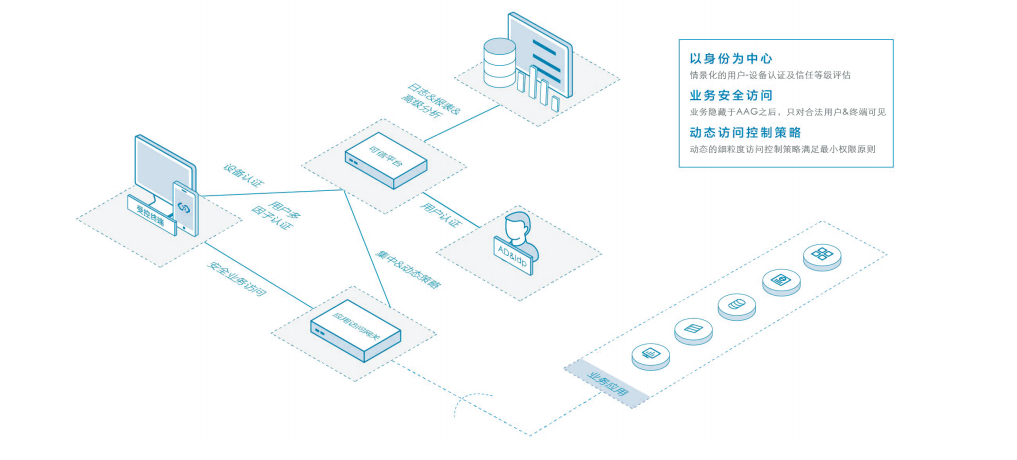 以身份为中心
情景化的用户-设备认证及信任等级评估
业务安全访问
业务隐藏于AAG之后，只对合法用户&终端可见
动态访问控制策略
动态的细粒度访问控制策略满足最小权限原则
日志&报表&
高级分析
可信平台
设备认证
用户多
因子认证
用户认证
受控终端
AD&idp
集中&动态策略
安全业务访问
应用访问网关
业务应用